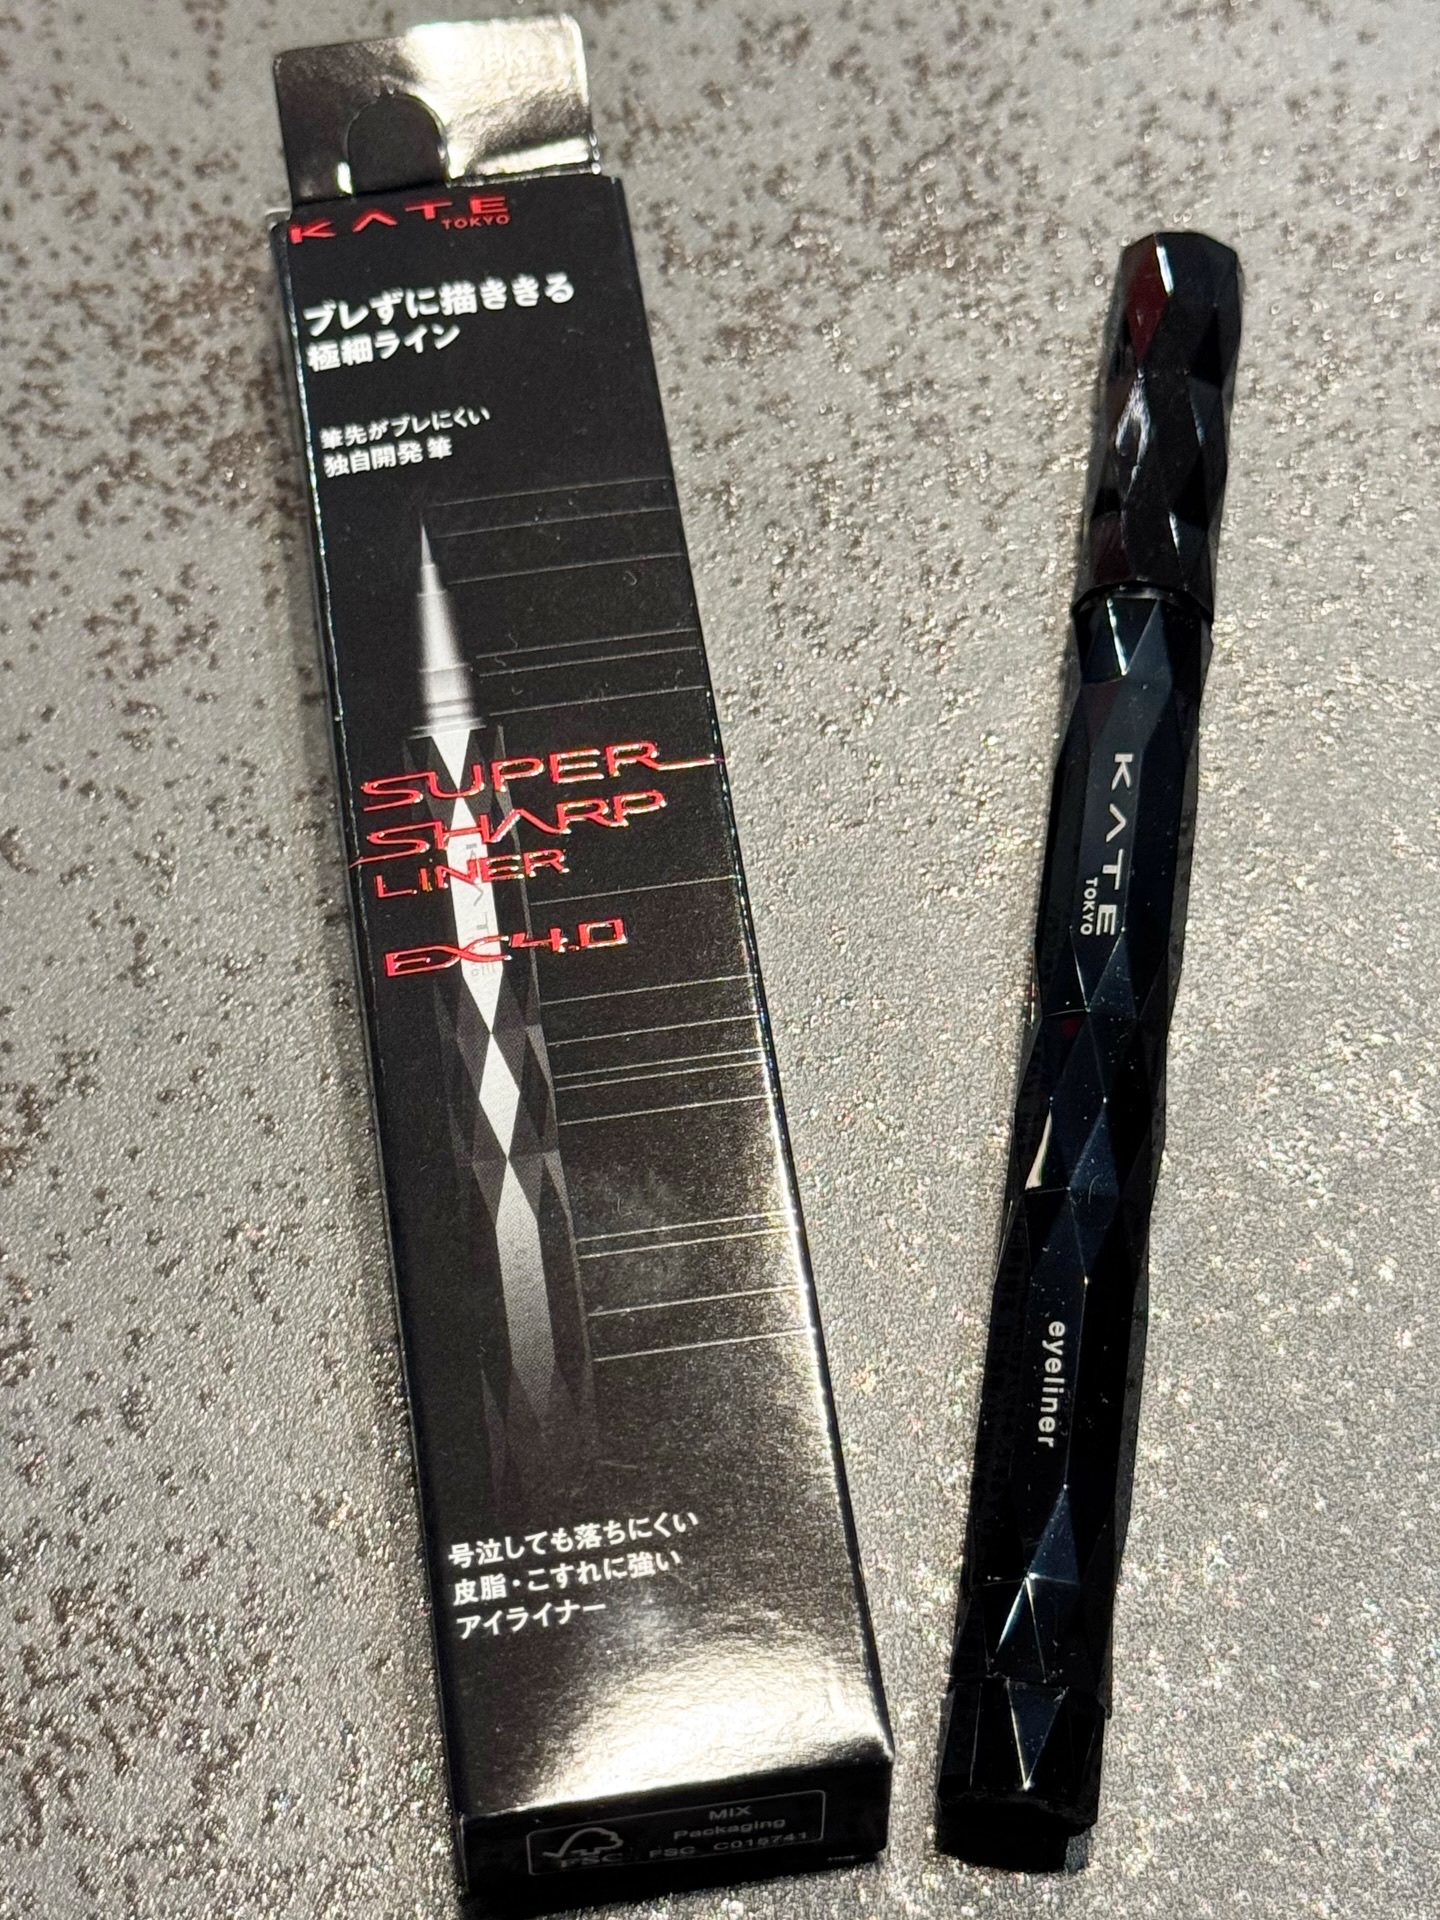 KATE
TOKYO
ブレずに描ききる
極細ライン
筆先がブレにくい
独自開発 筆
SUPER
SHARP
LINER
EX4.0
号泣しても落ちにくい
皮脂・こすれに強い
アイライナー
MIX
Packaging
FSC FSC C015741
KATE
TOKYO
eyeliner